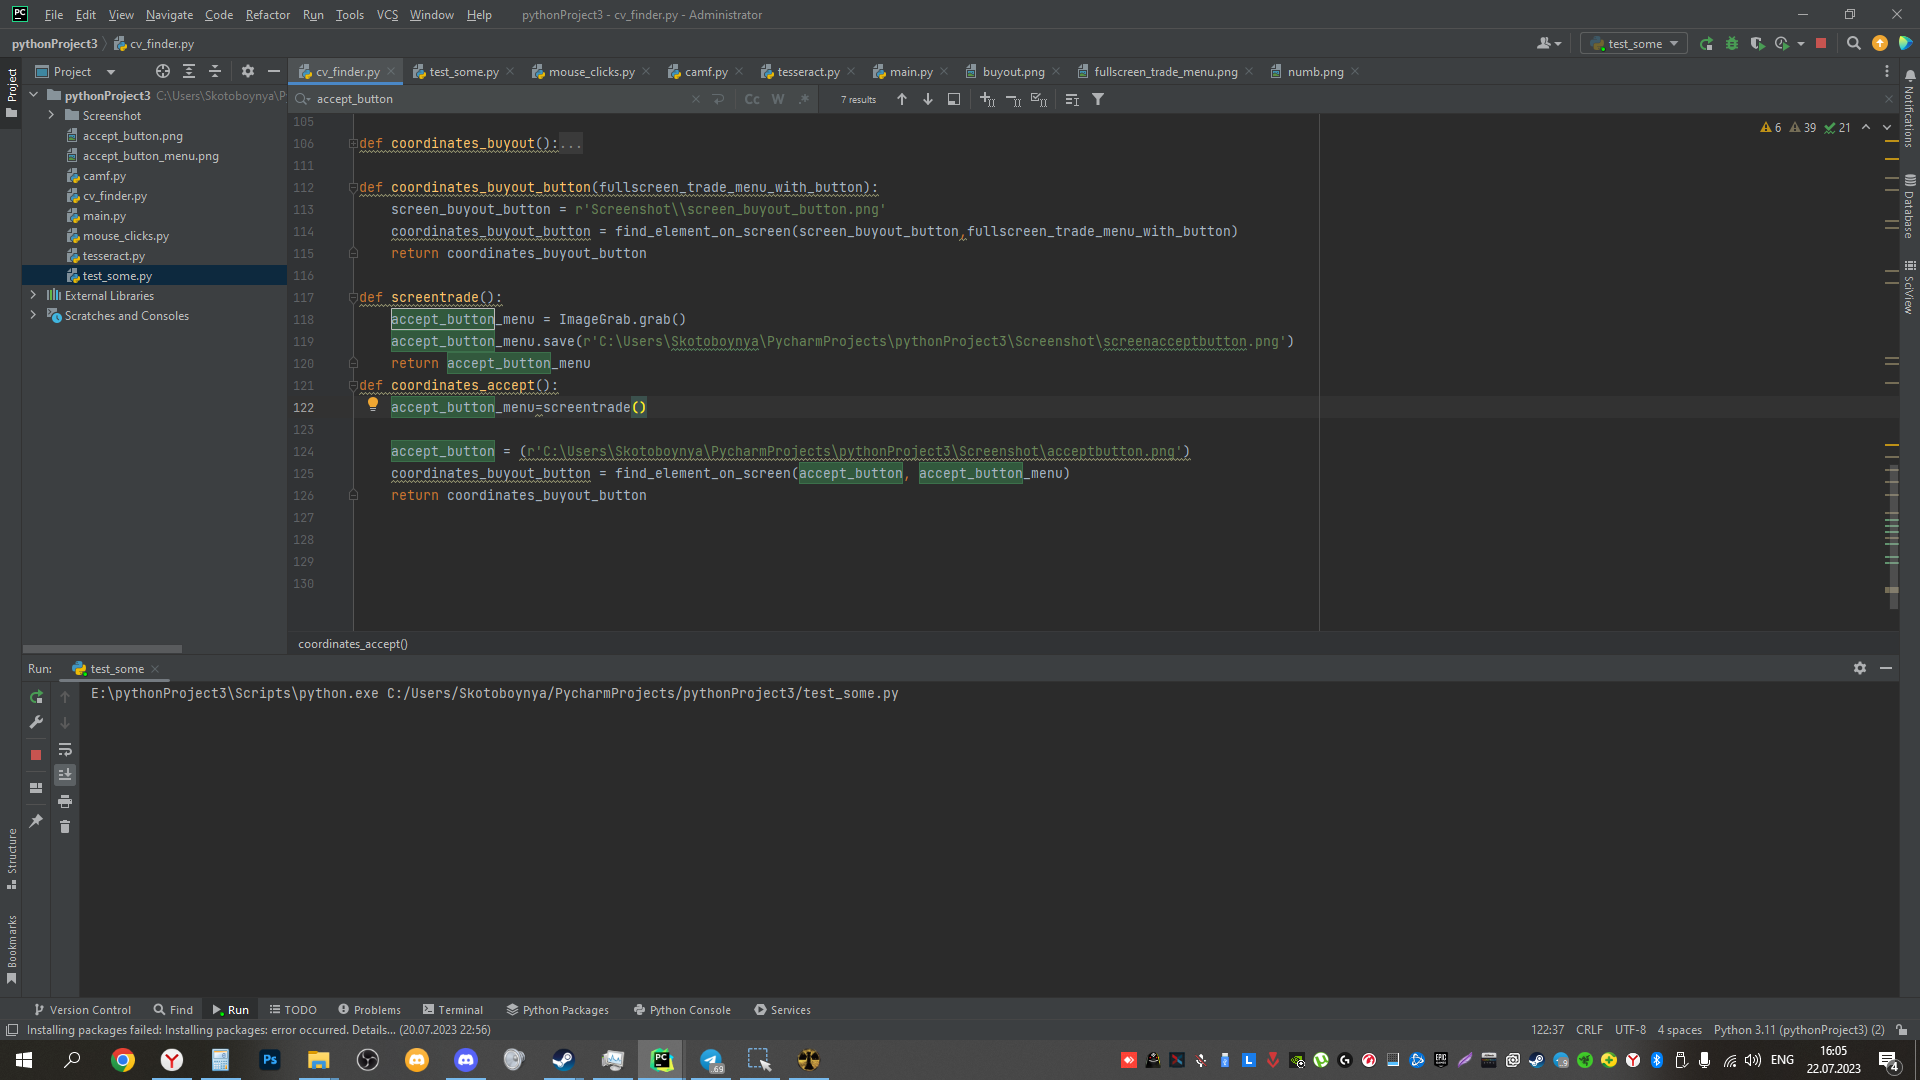 File Edit View Navigate Code Refactor Run Tools VCS Window Help pythonProject3 - cv_finder.py - Administrator
pythonProject3 cv_finder.py test_some
Project cv_finder.py test_some.py mouse_clicks.py camf.py tesseract.py main.py buyout.png fullscreen_trade_menu.png numb.png
pythonProject3 C:\Users\Skotoboynya\P
Screenshot
accept_button.png
accept_button_menu.png
camf.py
cv_finder.py
main.py
mouse_clicks.py
tesseract.py
test_some.py
External Libraries
Scratches and Consoles
accept_button Cc W .* 7 results
6 39 21
105
106 def coordinates_buyout():...
111
112 def coordinates_buyout_button(fullscreen_trade_menu_with_button):
113 screen_buyout_button = r'Screenshot\\screen_buyout_button.png'
114 coordinates_buyout_button = find_element_on_screen(screen_buyout_button,fullscreen_trade_menu_with_button)
115 return coordinates_buyout_button
116
117 def screentrade():
118 accept_button_menu = ImageGrab.grab()
119 accept_button_menu.save(r'C:\Users\Skotoboynya\PycharmProjects\pythonProject3\Screenshot\screenacceptbutton.png')
120 return accept_button_menu
121 def coordinates_accept():
122 accept_button_menu=screentrade()
123
124 accept_button = (r'C:\Users\Skotoboynya\PycharmProjects\pythonProject3\Screenshot\acceptbutton.png')
125 coordinates_buyout_button = find_element_on_screen(accept_button, accept_button_menu)
126 return coordinates_buyout_button
127
128
129
130
coordinates_accept()
Project
Structure
Bookmarks
Notifications
Database
SciView
Run: test_some
E:\pythonProject3\Scripts\python.exe C:/Users/Skotoboynya/PycharmProjects/pythonProject3/test_some.py
Version Control Find Run TODO Problems Terminal Python Packages Python Console Services
Installing packages failed: Installing packages: error occurred. Details... (20.07.2023 22:56) 122:37 CRLF UTF-8 4 spaces Python 3.11 (pythonProject3) (2)
69 ENG 16:05
22.07.2023 4